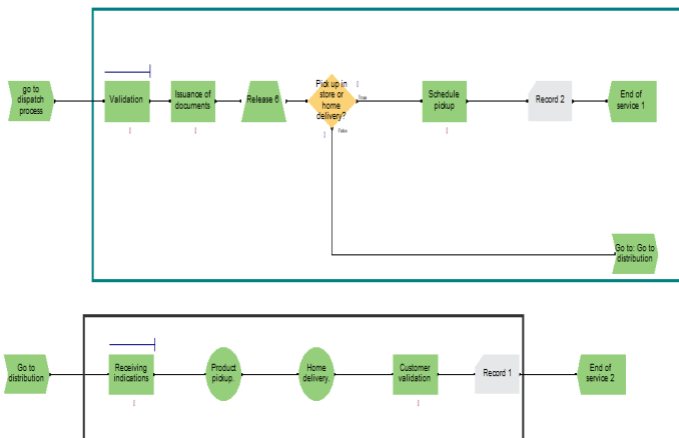 go to
dispatch
process
Validation
Issuance of
documents
Release 6
Pick up in
store or
home
delivery?
True
False
Schedule
pickup
Record 2
End of
service 1
Go to: Go to
distribution
Go to
distribution
Receiving
indications
Product
pickup.
Home
delivery.
Customer
validation
Record 1
End of
service 2